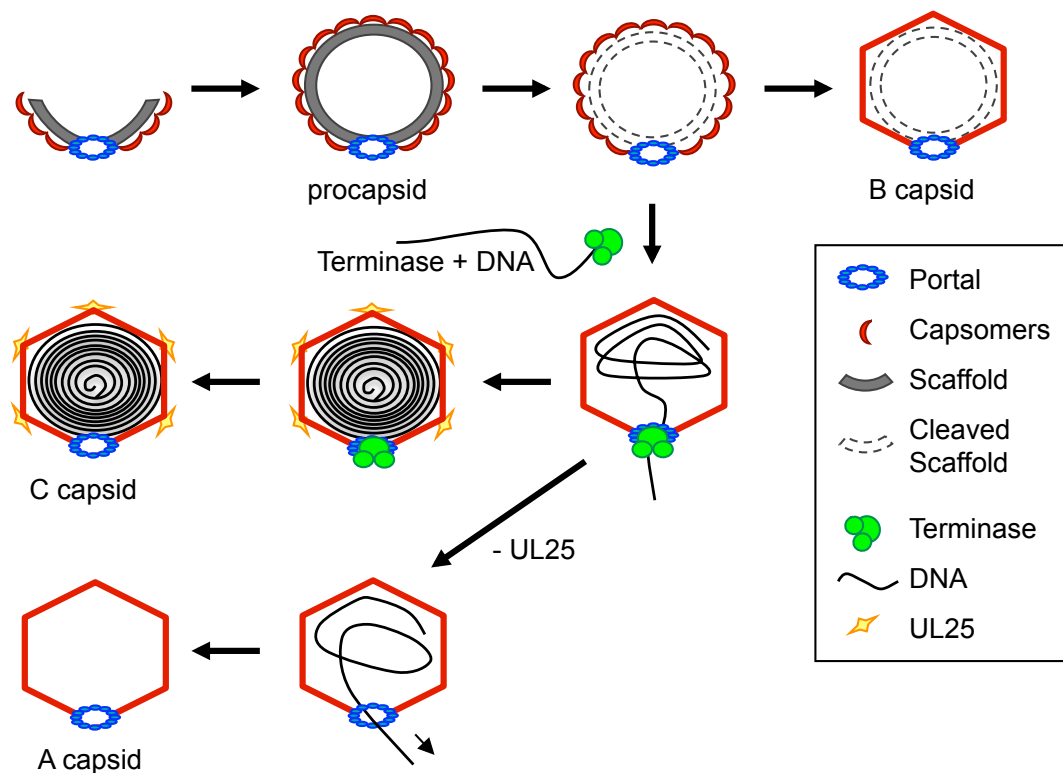 procapsid
B capsid
Terminase + DNA
C capsid
- UL25
A capsid
Portal
Capsomers
Scaffold
Cleaved
Scaffold
Terminase
DNA
UL25